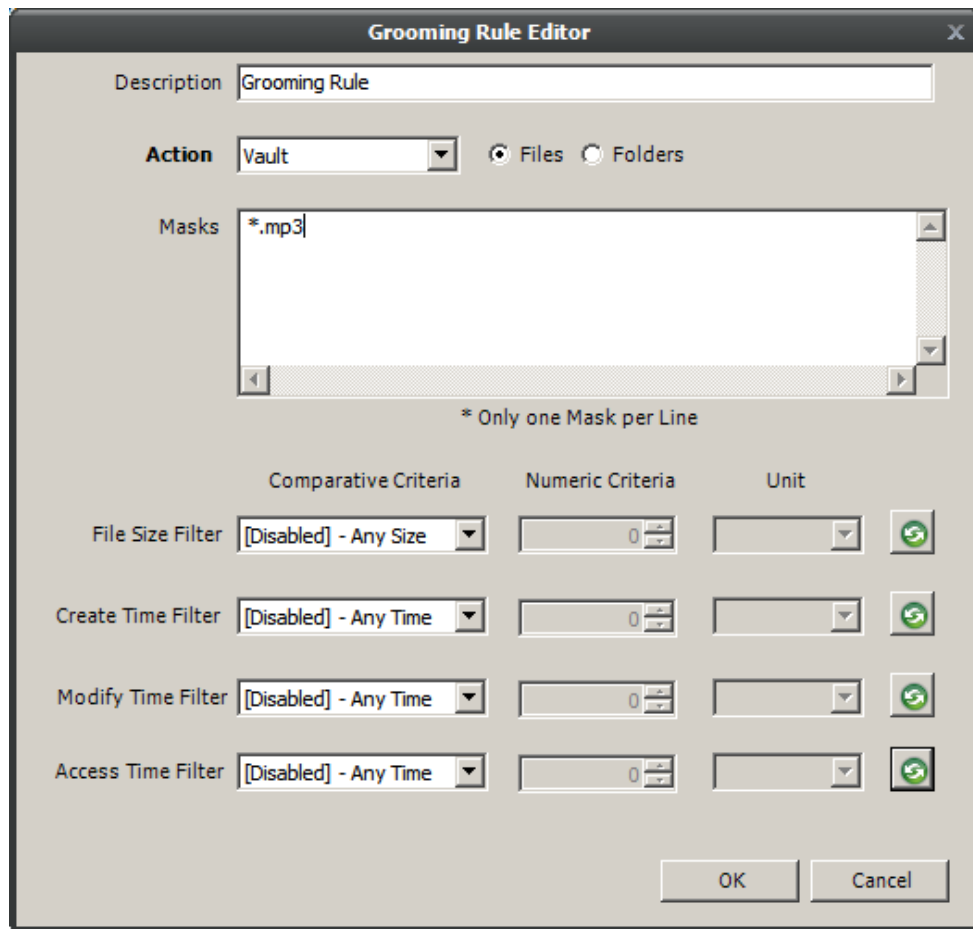 Grooming Rule Editor x
Description Grooming Rule
Action Vault Files Folders
Masks *.mp3
* Only one Mask per Line
Comparative Criteria Numeric Criteria Unit
File Size Filter [Disabled] - Any Size 0
Create Time Filter [Disabled] - Any Time 0
Modify Time Filter [Disabled] - Any Time 0
Access Time Filter [Disabled] - Any Time 0
OK Cancel